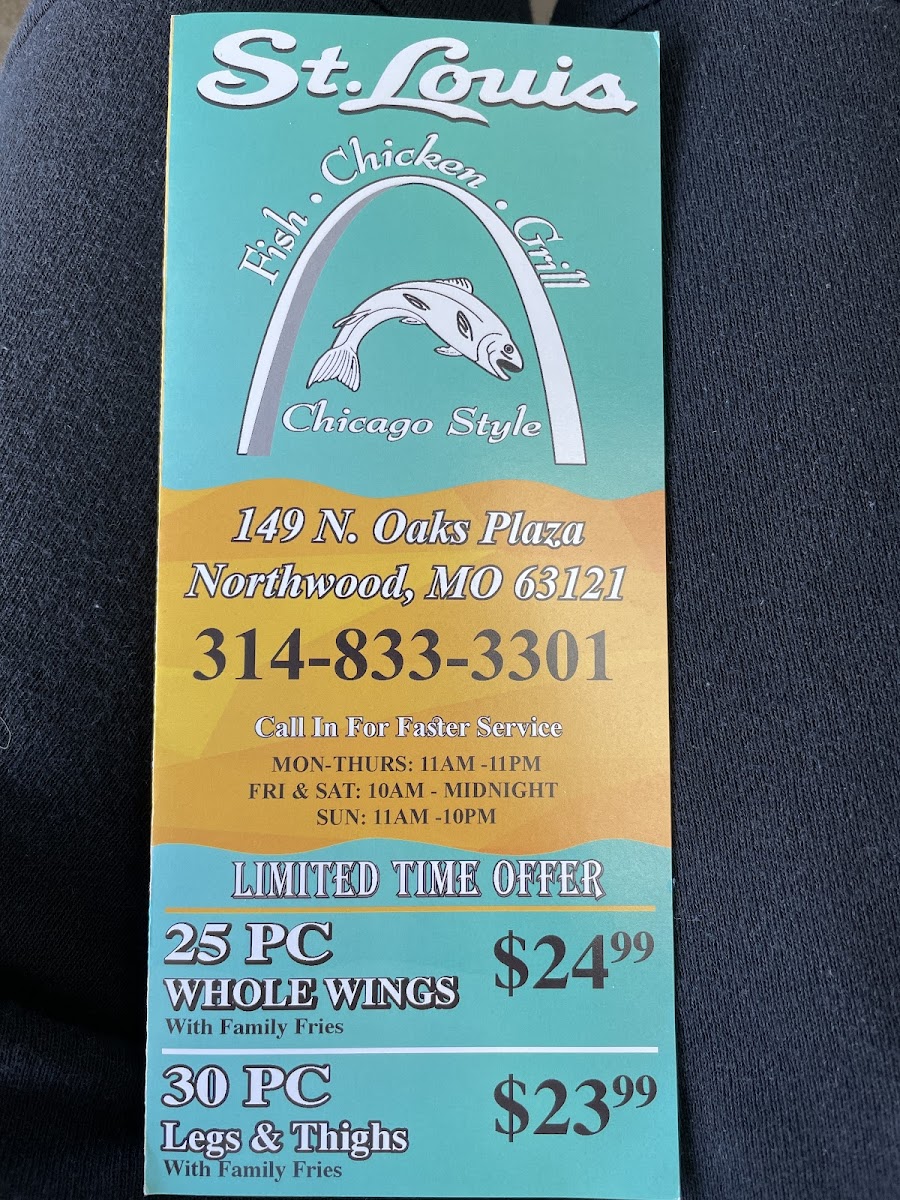 St. Louis
Fish • Chicken • Grill
Chicago Style
149 N. Oaks Plaza
Northwood, MO 63121
314-833-3301
Call In For Faster Service
MON-THURS: 11AM -11PM
FRI & SAT: 10AM - MIDNIGHT
SUN: 11AM -10PM
LIMITED TIME OFFER
25 PC
WHOLE WINGS
With Family Fries
$24.99
30 PC
Legs & Thighs
With Family Fries
$23.99